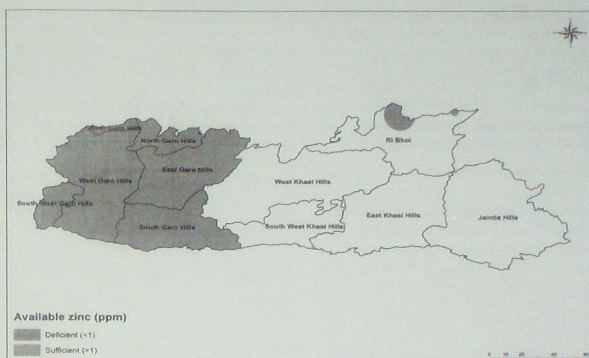 North Garo Hills
Ri Bhoi
East Garo Hills
West Garo Hills
West Khasi Hills
South West Garo Hills
East Khasi Hills
Jaintia Hills
South Garo Hills
South West Khasi Hills
Available zinc (ppm)
Deficient (<1)
Sufficient (>1)